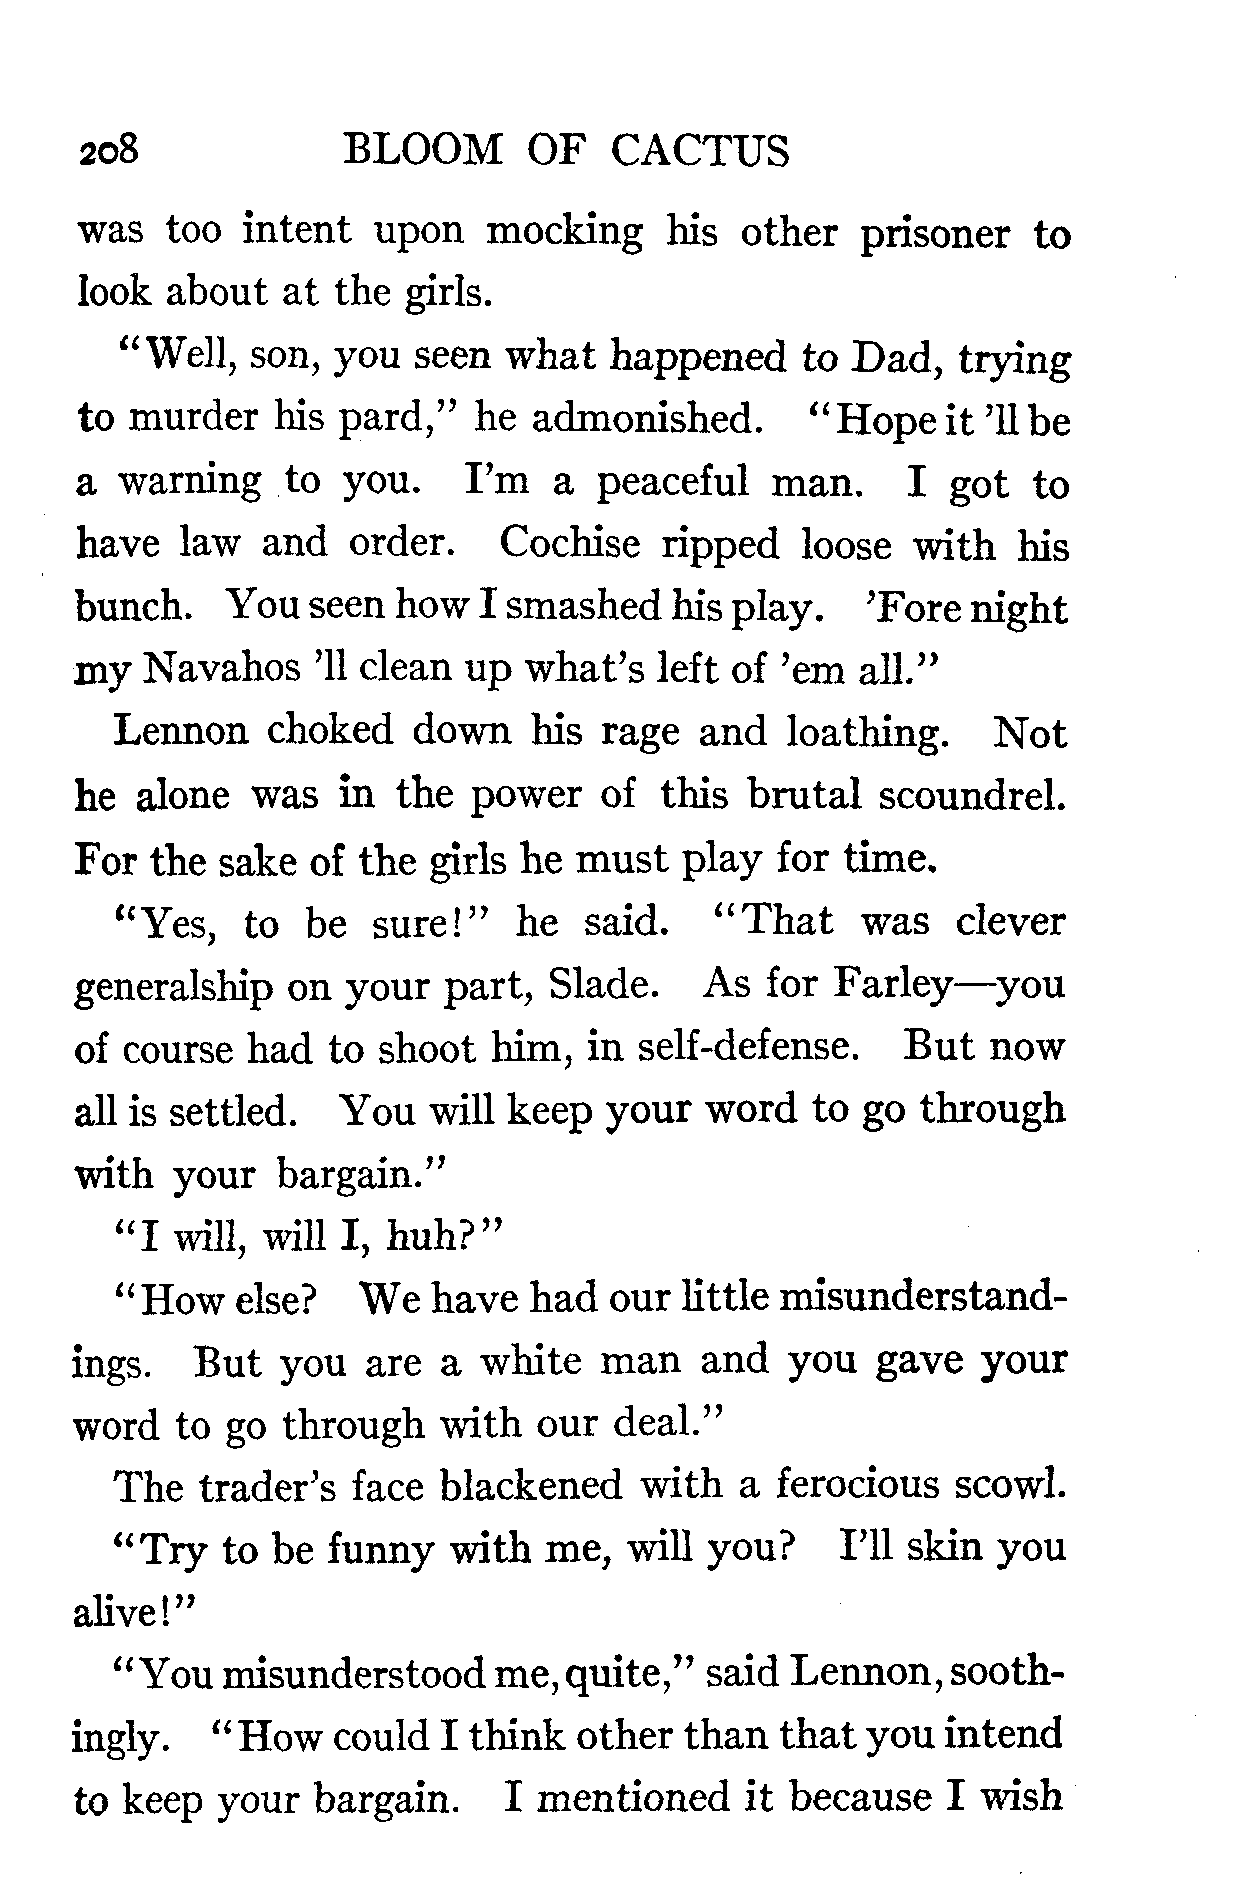 208 BLOOM OF CACTUS
was too intent upon mocking his other prisoner to
look about at the girls.
“Well, son, you seen what happened to Dad, trying
to murder his pard,” he admonished. “Hope it ’ll be
a warning to you. I’m a peaceful man. I got to
have law and order. Cochise ripped loose with his
bunch. You seen how I smashed his play. ’Fore night
my Navahos ’ll clean up what’s left of ’em all.”
Lennon choked down his rage and loathing. Not
he alone was in the power of this brutal scoundrel.
For the sake of the girls he must play for time.
“Yes, to be sure!” he said. “That was clever
generalship on your part, Slade. As for Farley—you
of course had to shoot him, in self-defense. But now
all is settled. You will keep your word to go through
with your bargain.”
“I will, will I, huh?”
“How else? We have had our little misunderstand-
ings. But you are a white man and you gave your
word to go through with our deal.”
The trader’s face blackened with a ferocious scowl.
“Try to be funny with me, will you? I’ll skin you
alive!”
“You misunderstood me, quite,” said Lennon, sooth-
ingly. “How could I think other than that you intend
to keep your bargain. I mentioned it because I wish